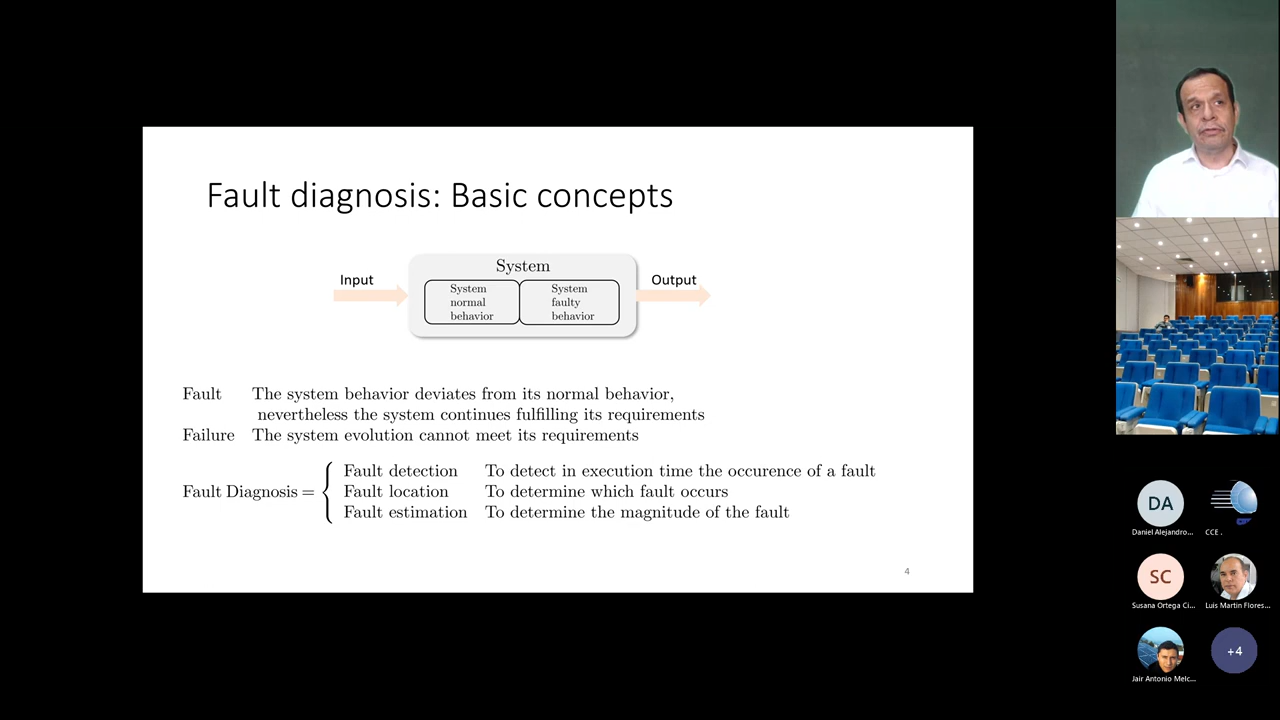 Fault diagnosis: Basic concepts
System
Input
Output
System
normal
behavior
System
faulty
behavior
Fault The system behavior deviates from its normal behavior,
nevertheless the system continues fulfilling its requirements
Failure The system evolution cannot meet its requirements
Fault Diagnosis = {
Fault detection To detect in execution time the occurence of a fault
Fault location To determine which fault occurs
Fault estimation To determine the magnitude of the fault
4
DA
Daniel Alejandro...
CCE .
SC
Susana Ortega Ci...
Luis Martin Flores...
Jair Antonio Melc...
+4